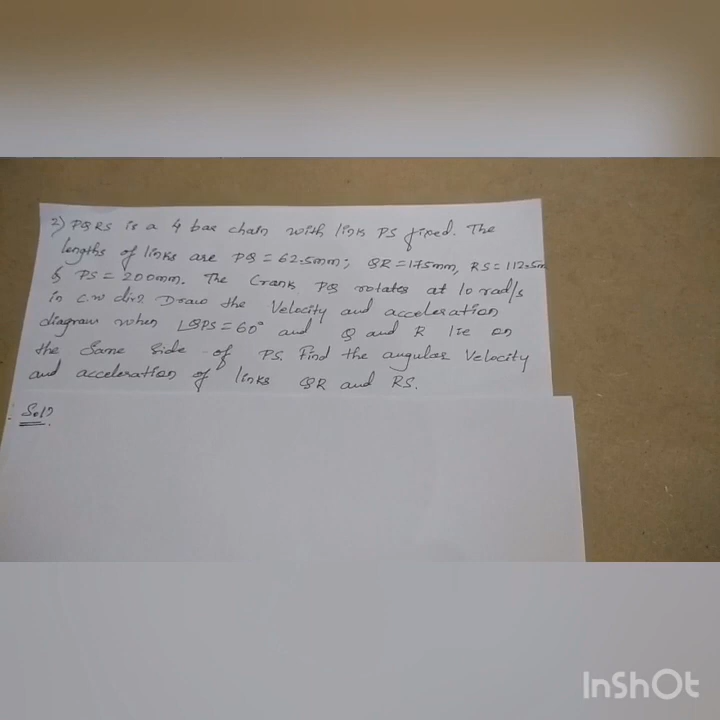 2) PQRS is a 4 bar chain with link PS fixed. The
lengths of links are PQ = 62.5mm; QR = 175mm, RS = 112.5m
& PS = 200mm. The Crank PQ rotates at 10 rad/s
in c.w dirn Draw the Velocity and acceleration
diagram when ∠QPS = 60° and Q and R lie on
the Same Side of PS. Find the angular Velocity
and acceleration of links QR and RS.
Soln.
InShOt